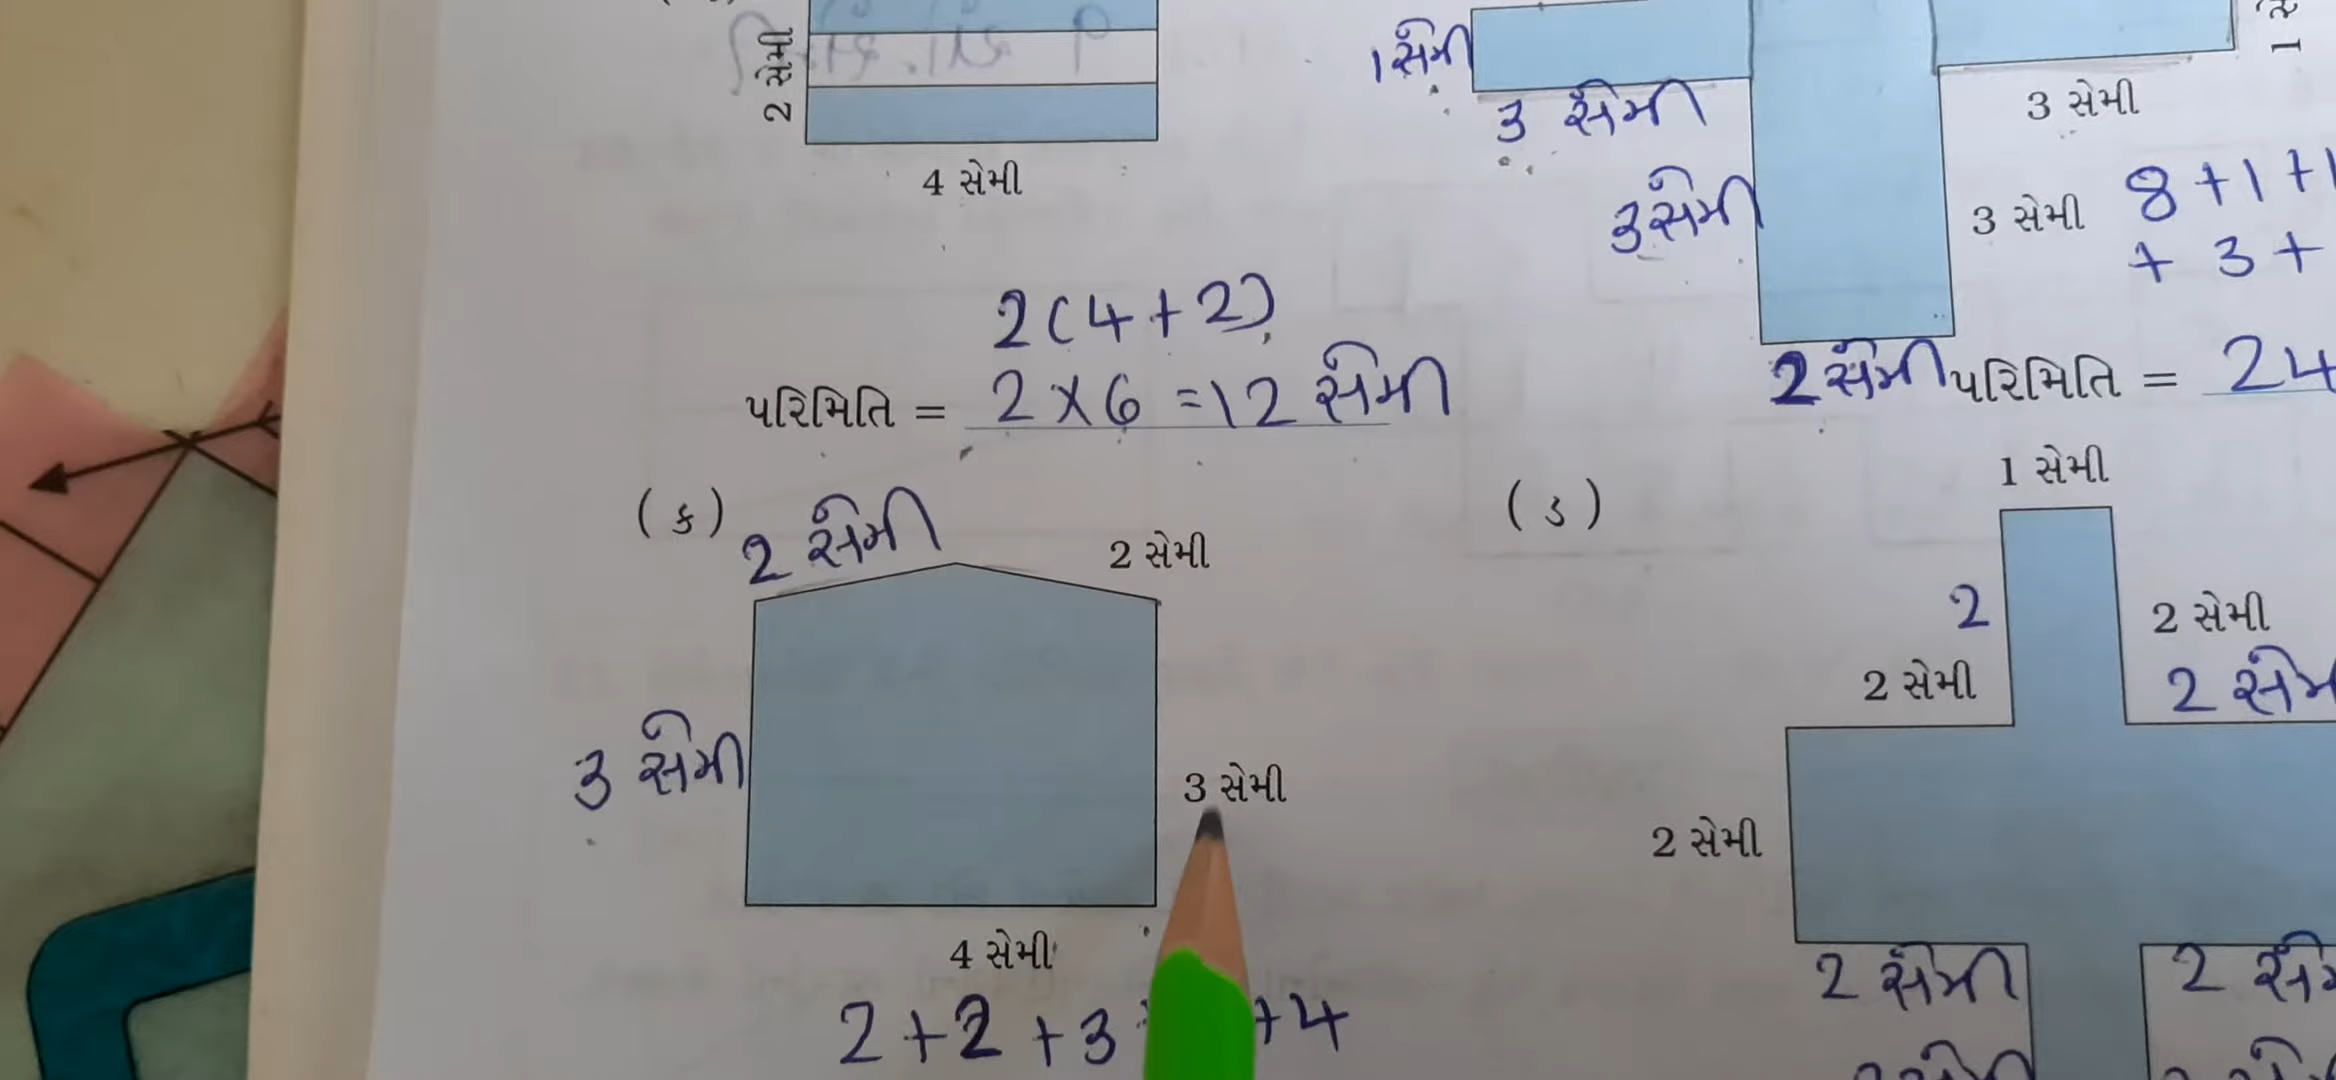 2 સેમી
4 સેમી
2(4+2)
પરિમિતિ = 2 × 6 = 12 સેમી
1 સેમી
3 સેમી
3 સેમી
3 સેમી
3 સેમી
8+1+1
+ 3 +
2 સેમી
પરિમિતિ = 24
(ક)
2 સેમી
2 સેમી
3 સેમી
3 સેમી
4 સેમી
2+2+3
+4
(ડ)
1 સેમી
2
2 સેમી
2 સેમી
2 સેમી
2 સેમી
2 સેમી